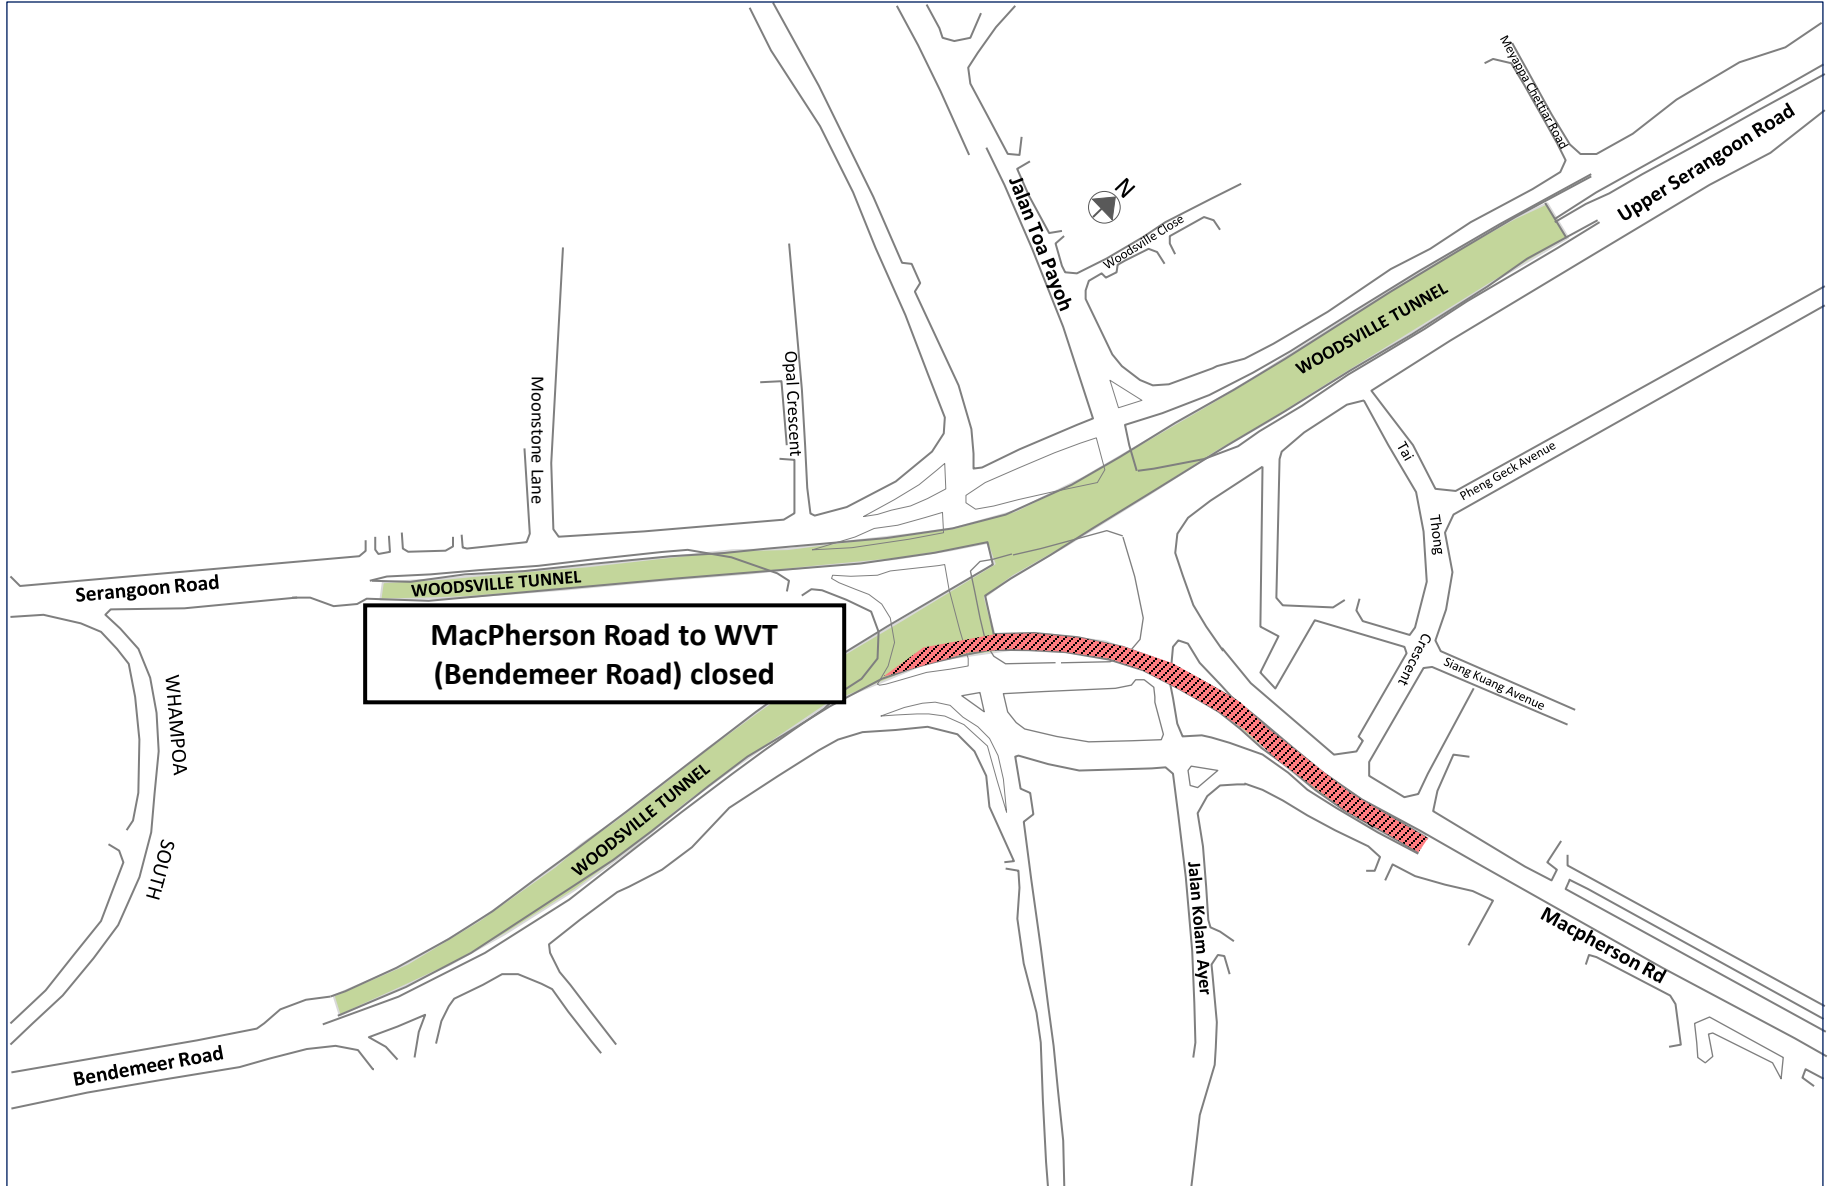 Meyappa Chettiar Road
Upper Serangoon Road
N
Jalan Toa Payoh
Woodsville Close
WOODSVILLE TUNNEL
Opal Crescent
Moonstone Lane
Tai
Thong
Crescent
Pheng Geck Avenue
Siang Kuang Avenue
Serangoon Road
WOODSVILLE TUNNEL
MacPherson Road to WVT
(Bendemeer Road) closed
WHAMPOA
SOUTH
WOODSVILLE TUNNEL
Jalan Kolam Ayer
Macpherson Rd
Bendemeer Road